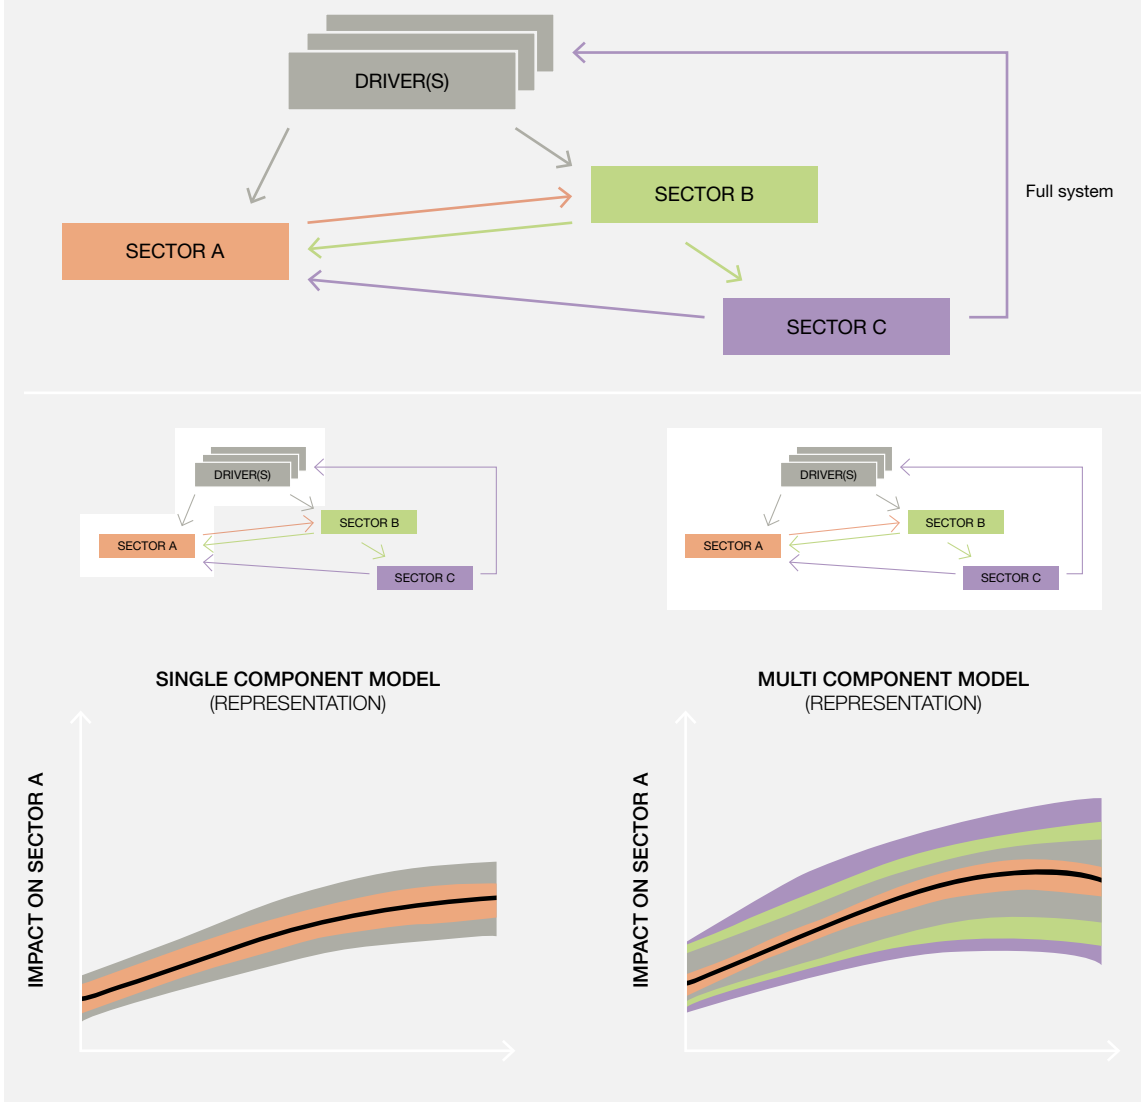 DRIVER(S)
SECTOR B
Full system
SECTOR A
SECTOR C
DRIVER(S)
SECTOR B
SECTOR A
SECTOR C
DRIVER(S)
SECTOR B
SECTOR A
SECTOR C
SINGLE COMPONENT MODEL
(REPRESENTATION)
IMPACT ON SECTOR A
MULTI COMPONENT MODEL
(REPRESENTATION)
IMPACT ON SECTOR A